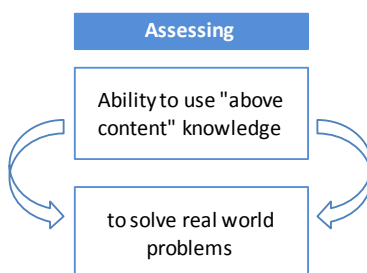 Assessing
Ability to use "above
content" knowledge
to solve real world
problems